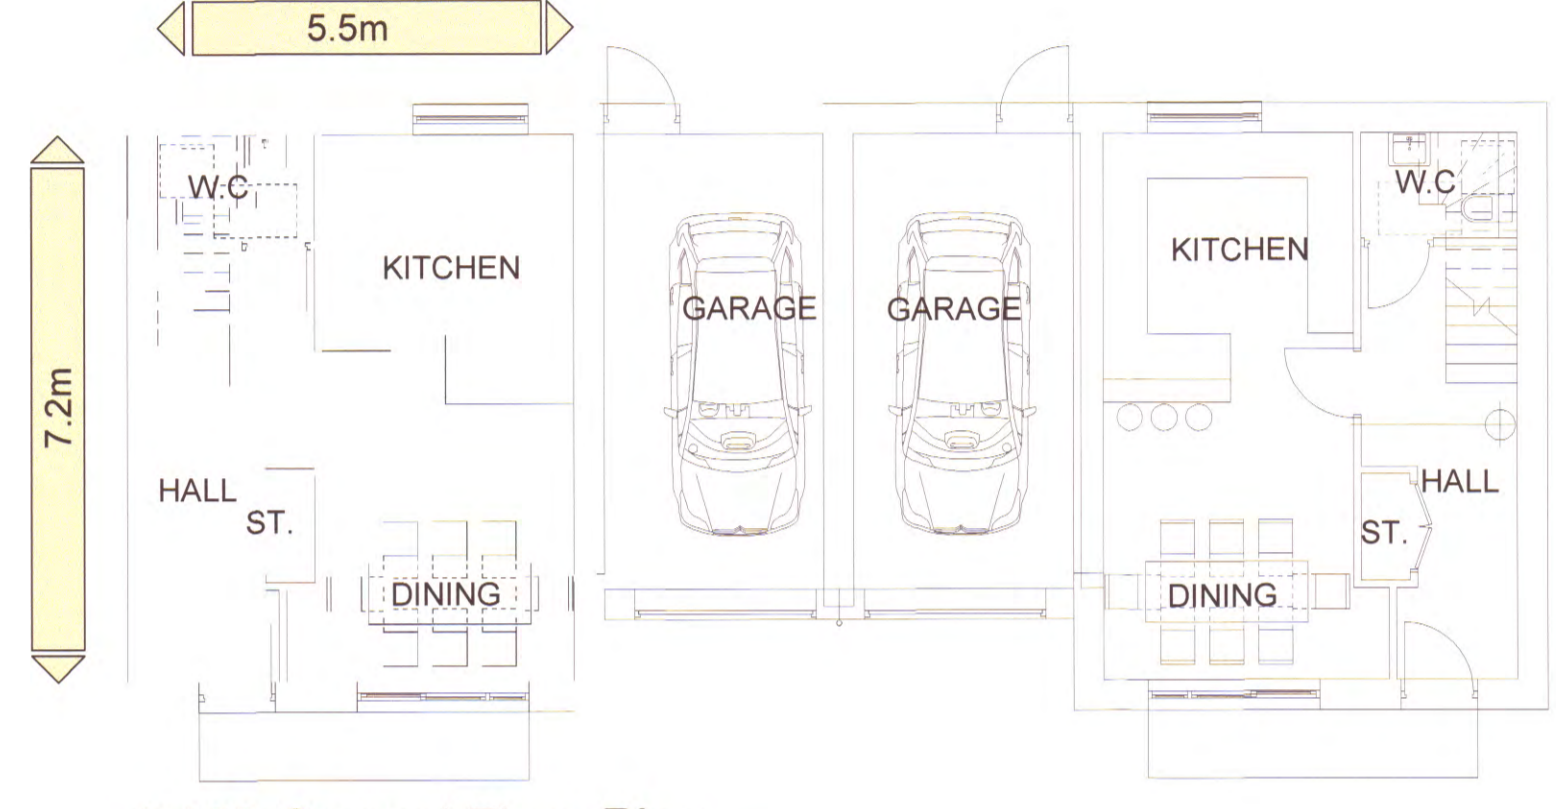 5.5m
7.2m
W.C
KITCHEN
GARAGE
GARAGE
KITCHEN
W.C
HALL
ST.
DINING
HALL
ST.
DINING